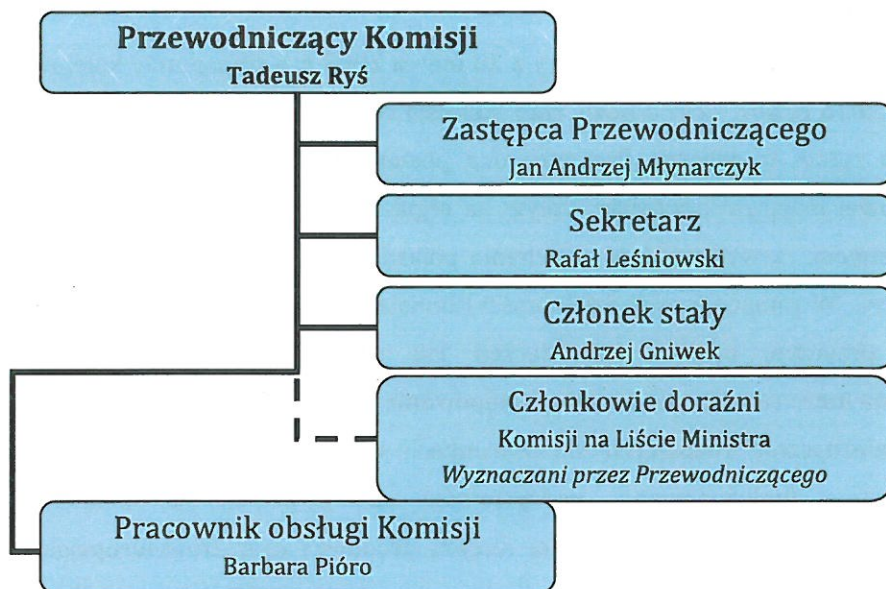 Przewodniczący Komisji
Tadeusz Ryś
Zastępca Przewodniczącego
Jan Andrzej Młynarczyk
Sekretarz
Rafał Leśniowski
Członek stały
Andrzej Gniwek
Członkowie doraźni
Komisji na Liście Ministra
Wyznaczani przez Przewodniczącego
Pracownik obsługi Komisji
Barbara Pióro